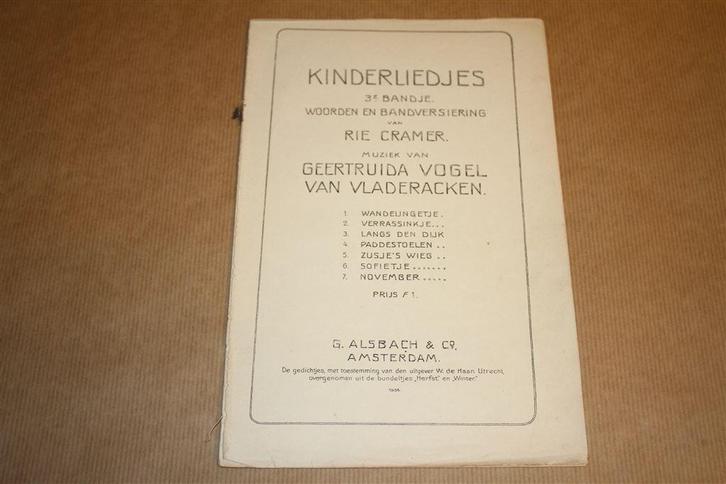 KINDERLIEDJES
3E BANDJE.
WOORDEN EN BANDVERSIERING
VAN
RIE CRAMER.
MUZIEK VAN
GEERTRUIDA VOGEL
VAN VLADERACKEN.
1. WANDELINGETJE.
2. VERRASSINKJE...
3. LANGS DEN DIJK
4. PADDESTOELEN..
5. ZUSJE'S WIEG..
6. SOFIETJE.......
7. NOVEMBER.....
PRIJS F 1.
G. ALSBACH & CO,
AMSTERDAM.
De gedichtjes, met toestemming van den uitgever W. de Haan Utrecht,
overgenomen uit de bundeltjes „Herfst" en „Winter."